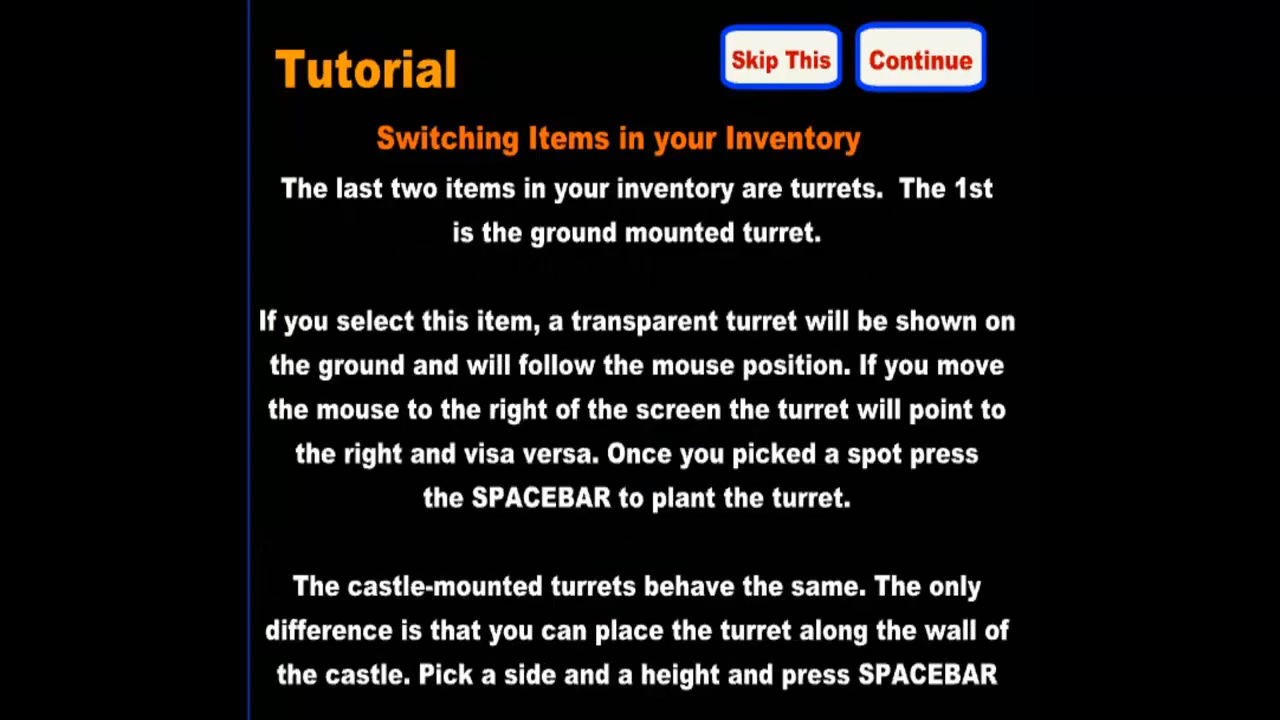 Tutorial
Skip This
Continue
Switching Items in your Inventory
The last two items in your inventory are turrets.  The 1st
is the ground mounted turret.
If you select this item, a transparent turret will be shown on
the ground and will follow the mouse position. If you move
the mouse to the right of the screen the turret will point to
the right and visa versa. Once you picked a spot press
the SPACEBAR to plant the turret.
The castle-mounted turrets behave the same. The only
difference is that you can place the turret along the wall of
the castle. Pick a side and a height and press SPACEBAR